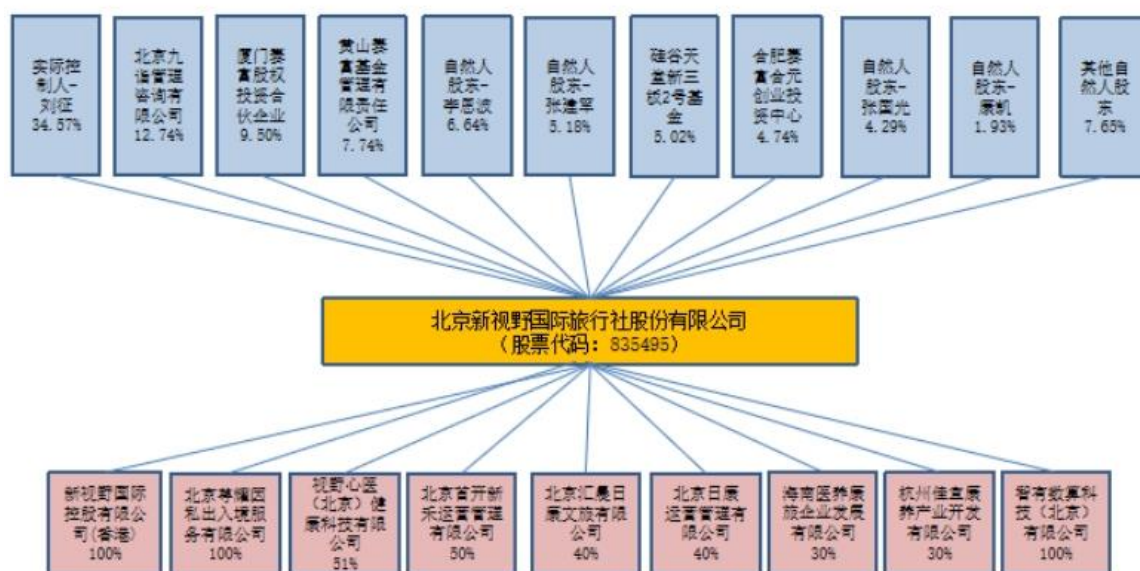 实际控
制人-
刘征
34.57%
北京九
诣管理
咨询有
限公司
12.74%
厦门赛
富股权
投资合
伙企业
9.50%
黄山赛
富基金
管理有
限责任
公司
7.74%
自然人
股东-
李恩波
6.64%
自然人
股东-
张建军
5.18%
硅谷天
堂新三
板2号基
金
5.02%
合肥赛
富合元
创业投
资中心
4.74%
自然人
股东-
张国光
4.29%
自然人
股东-
康凯
1.93%
其他自
然人股
东
7.65%
北京新视野国际旅行社股份有限公司
（股票代码：835495）
新视野国际
控股有限公
司(香港)
100%
北京尊耀因
私出入境服
务有限公司
100%
视野心医
（北京）健
康科技有限
公司
51%
北京首开新
禾运营管理
有限公司
50%
北京汇晨日
康文旅有限
公司
40%
北京日康
运营管理有
限公司
40%
海南医养康
旅企业发展
有限公司
30%
杭州佳宜康
养产业开发
有限公司
30%
智有数算科
技（北京）
有限公司
100%